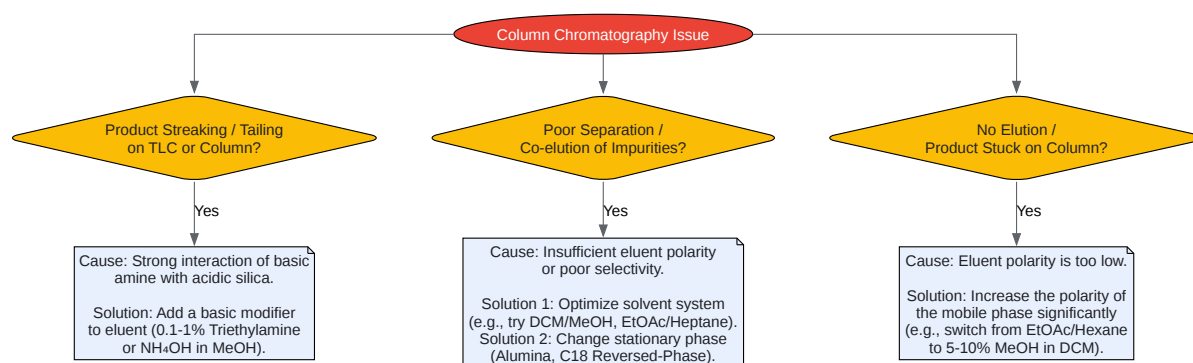 Column Chromatography Issue
Product Streaking / Tailing
on TLC or Column?
Poor Separation /
Co-elution of Impurities?
No Elution /
Product Stuck on Column?
Yes
Yes
Yes
Cause: Strong interaction of basic
amine with acidic silica.
Solution: Add a basic modifier
to eluent (0.1-1% Triethylamine
or NH₄OH in MeOH).
Cause: Insufficient eluent polarity
or poor selectivity.
Solution 1: Optimize solvent system
(e.g., try DCM/MeOH, EtOAc/Heptane).
Solution 2: Change stationary phase
(Alumina, C18 Reversed-Phase).
Cause: Eluent polarity is too low.
Solution: Increase the polarity of
the mobile phase significantly
(e.g., switch from EtOAc/Hexane
to 5-10% MeOH in DCM).